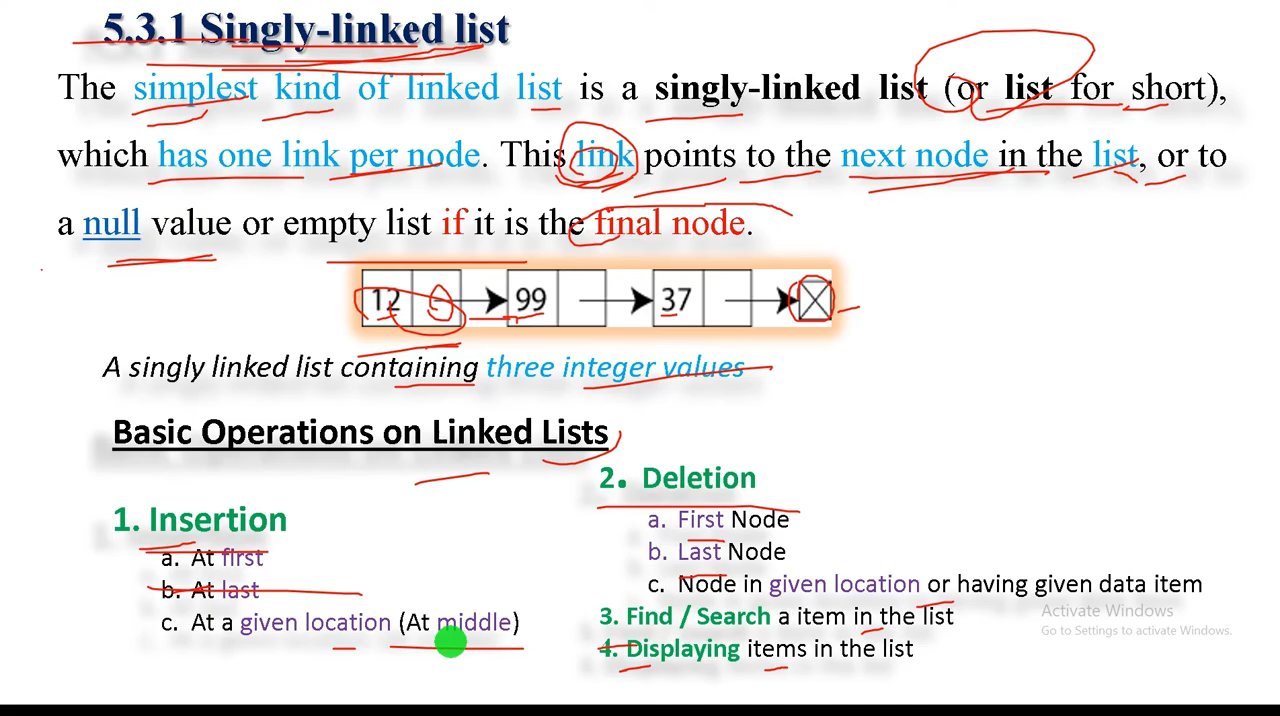 5.3.1 Singly-linked list
The simplest kind of linked list is a singly-linked list (or list for short),
which has one link per node. This link points to the next node in the list, or to
a null value or empty list if it is the final node.
12 99 37
A singly linked list containing three integer values
Basic Operations on Linked Lists
1. Insertion
a. At first
b. At last
c. At a given location (At middle)
2. Deletion
a. First Node
b. Last Node
c. Node in given location or having given data item
3. Find / Search a item in the list
4. Displaying items in the list
Activate Windows
Go to Settings to activate Windows.